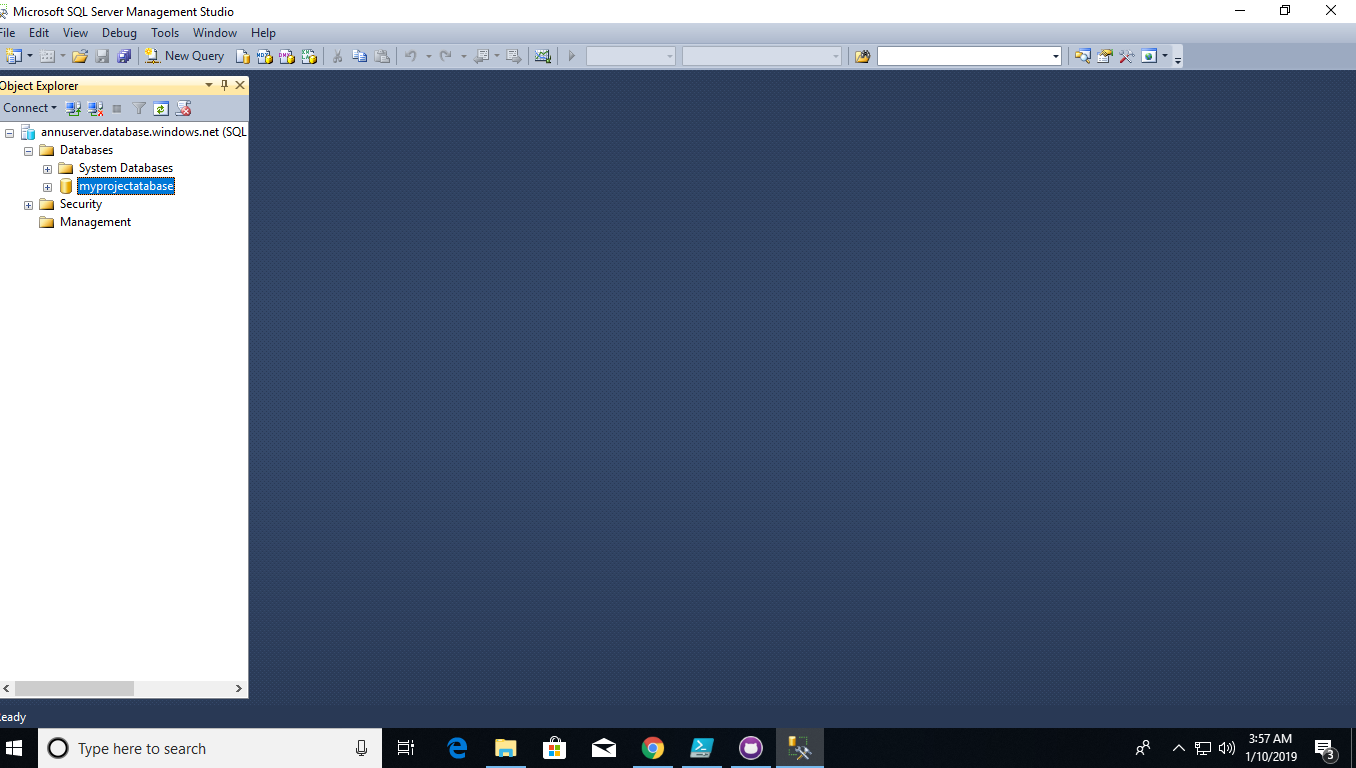 Microsoft SQL Server Management Studio
File Edit View Debug Tools Window Help
New Query
Object Explorer
Connect
annuserver.database.windows.net (SQL
Databases
System Databases
myprojectatabase
Security
Management
eady
Type here to search
3:57 AM
1/10/2019
3